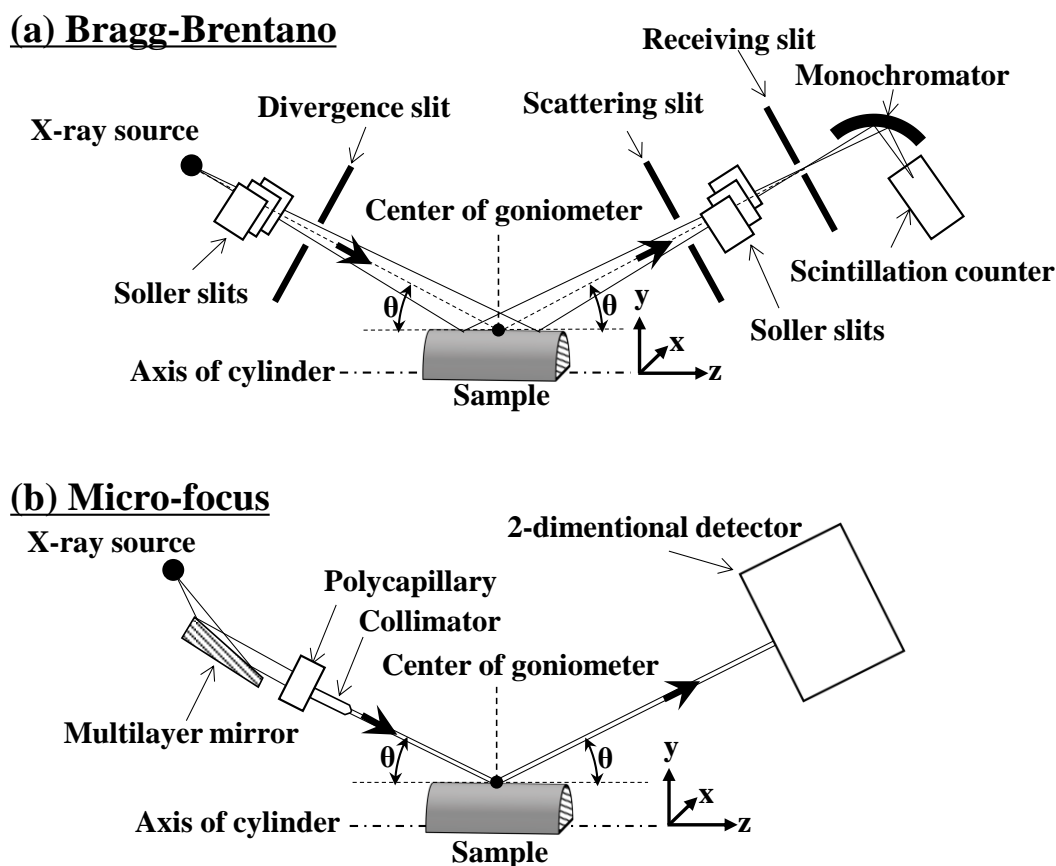 (a) Bragg-Brentano
Receiving slit
Monochromator
Divergence slit
Scattering slit
X-ray source
Center of goniometer
Soller slits
Scintillation counter
θ
θ
y
Soller slits
x
Axis of cylinder
z
Sample
(b) Micro-focus
2-dimentional detector
X-ray source
Polycapillary
Collimator
Center of goniometer
Multilayer mirror
θ
θ
y
x
Axis of cylinder
z
Sample